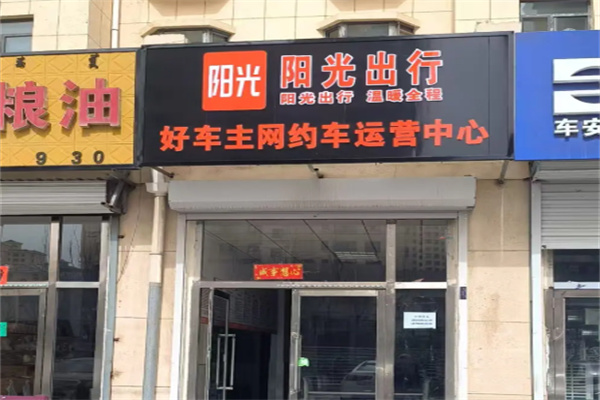 粮油
930
阳光
阳光出行
阳光出行 温暖全程
好车主网约车运营中心
车安